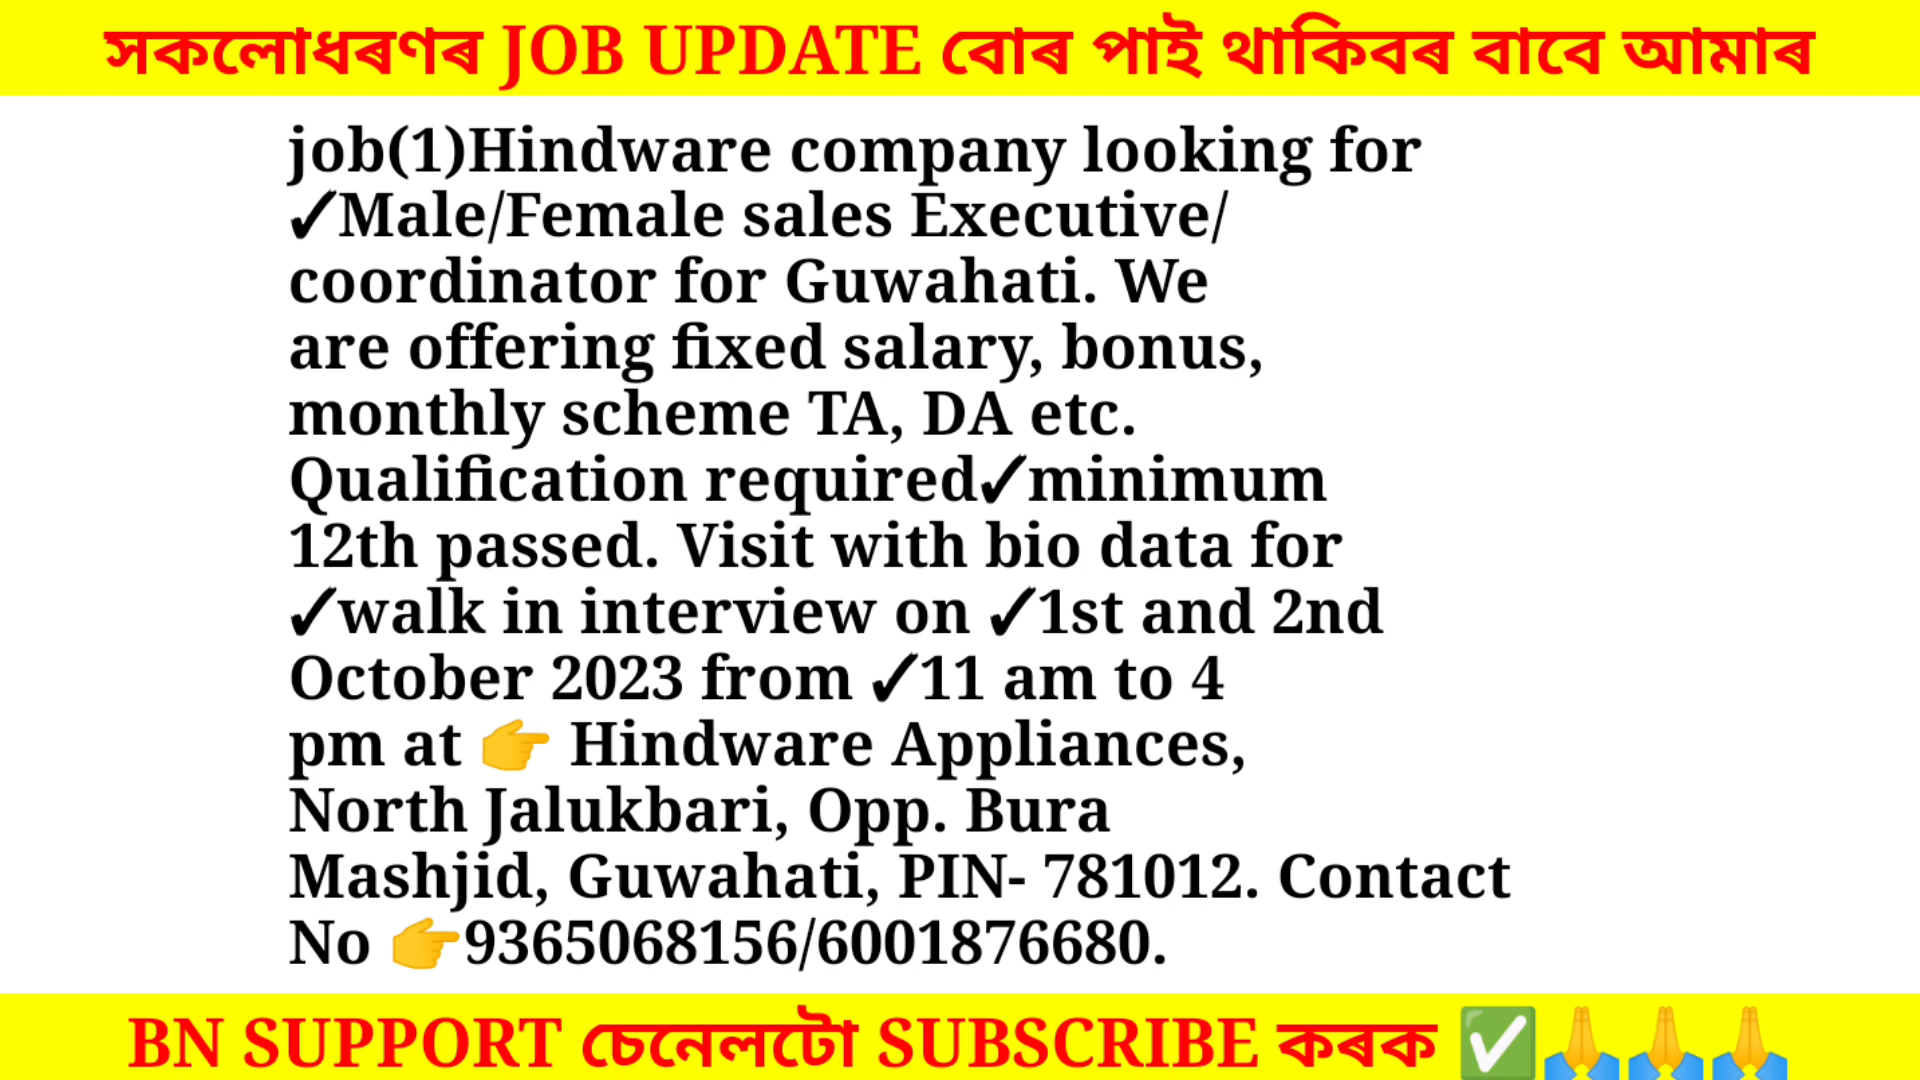 সকলোধৰণৰ JOB UPDATE বোৰ পাই থাকিবৰ বাবে আমাৰ
job(1)Hindware company looking for
✓Male/Female sales Executive/
coordinator for Guwahati. We
are offering fixed salary, bonus,
monthly scheme TA, DA etc.
Qualification required✓minimum
12th passed. Visit with bio data for
✓walk in interview on ✓1st and 2nd
October 2023 from ✓11 am to 4
pm at 👉 Hindware Appliances,
North Jalukbari, Opp. Bura
Mashjid, Guwahati, PIN- 781012. Contact
No 👉9365068156/6001876680.
BN SUPPORT চেনেলটো SUBSCRIBE কৰক ✅🙏🙏🙏